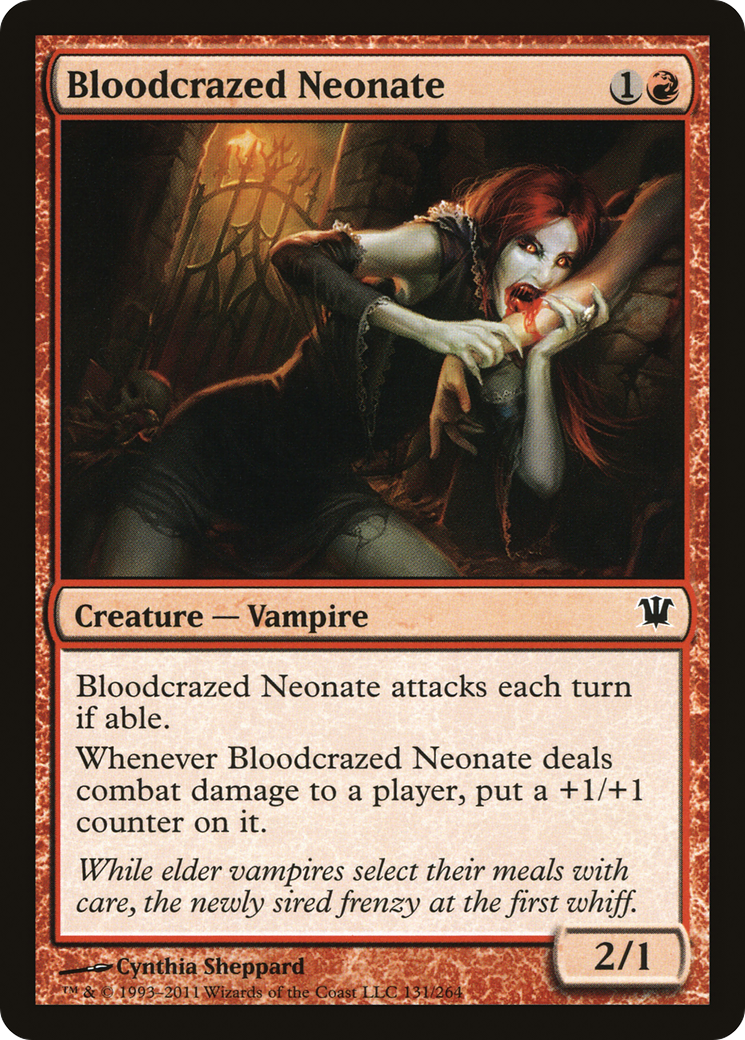 Bloodcrazed Neonate 1
Creature — Vampire
Bloodcrazed Neonate attacks each turn
if able.
Whenever Bloodcrazed Neonate deals
combat damage to a player, put a +1/+1
counter on it.
While elder vampires select their meals with
care, the newly sired frenzy at the first whiff.
2/1
Cynthia Sheppard
™ & © 1993–2011 Wizards of the Coast LLC 131/264